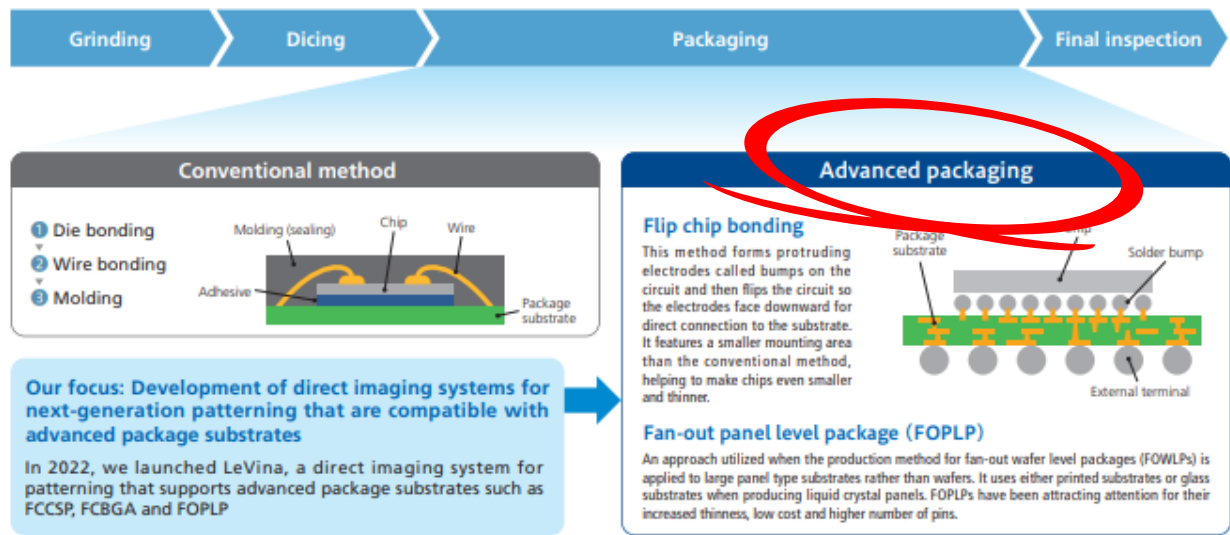 Grinding
Dicing
Packaging
Final inspection
Conventional method
1 Die bonding
2 Wire bonding
3 Molding
Molding (sealing)
Chip
Wire
Adhesive
Package
substrate
Our focus: Development of direct imaging systems for
next-generation patterning that are compatible with
advanced package substrates
In 2022, we launched LeVina, a direct imaging system for
patterning that supports advanced package substrates such as
FCCSP, FCBGA and FOPLP
Advanced packaging
Flip chip bonding
This method forms protruding
electrodes called bumps on the
circuit and then flips the circuit so
the electrodes face downward for
direct connection to the substrate.
It features a smaller mounting area
than the conventional method,
helping to make chips even smaller
and thinner.
Package
substrate
Solder bump
External terminal
Fan-out panel level package (FOPLP)
An approach utilized when the production method for fan-out wafer level packages (FOWLPs) is
applied to large panel type substrates rather than wafers. It uses either printed substrates or glass
substrates when producing liquid crystal panels. FOPLPs have been attracting attention for their
increased thinness, low cost and higher number of pins.